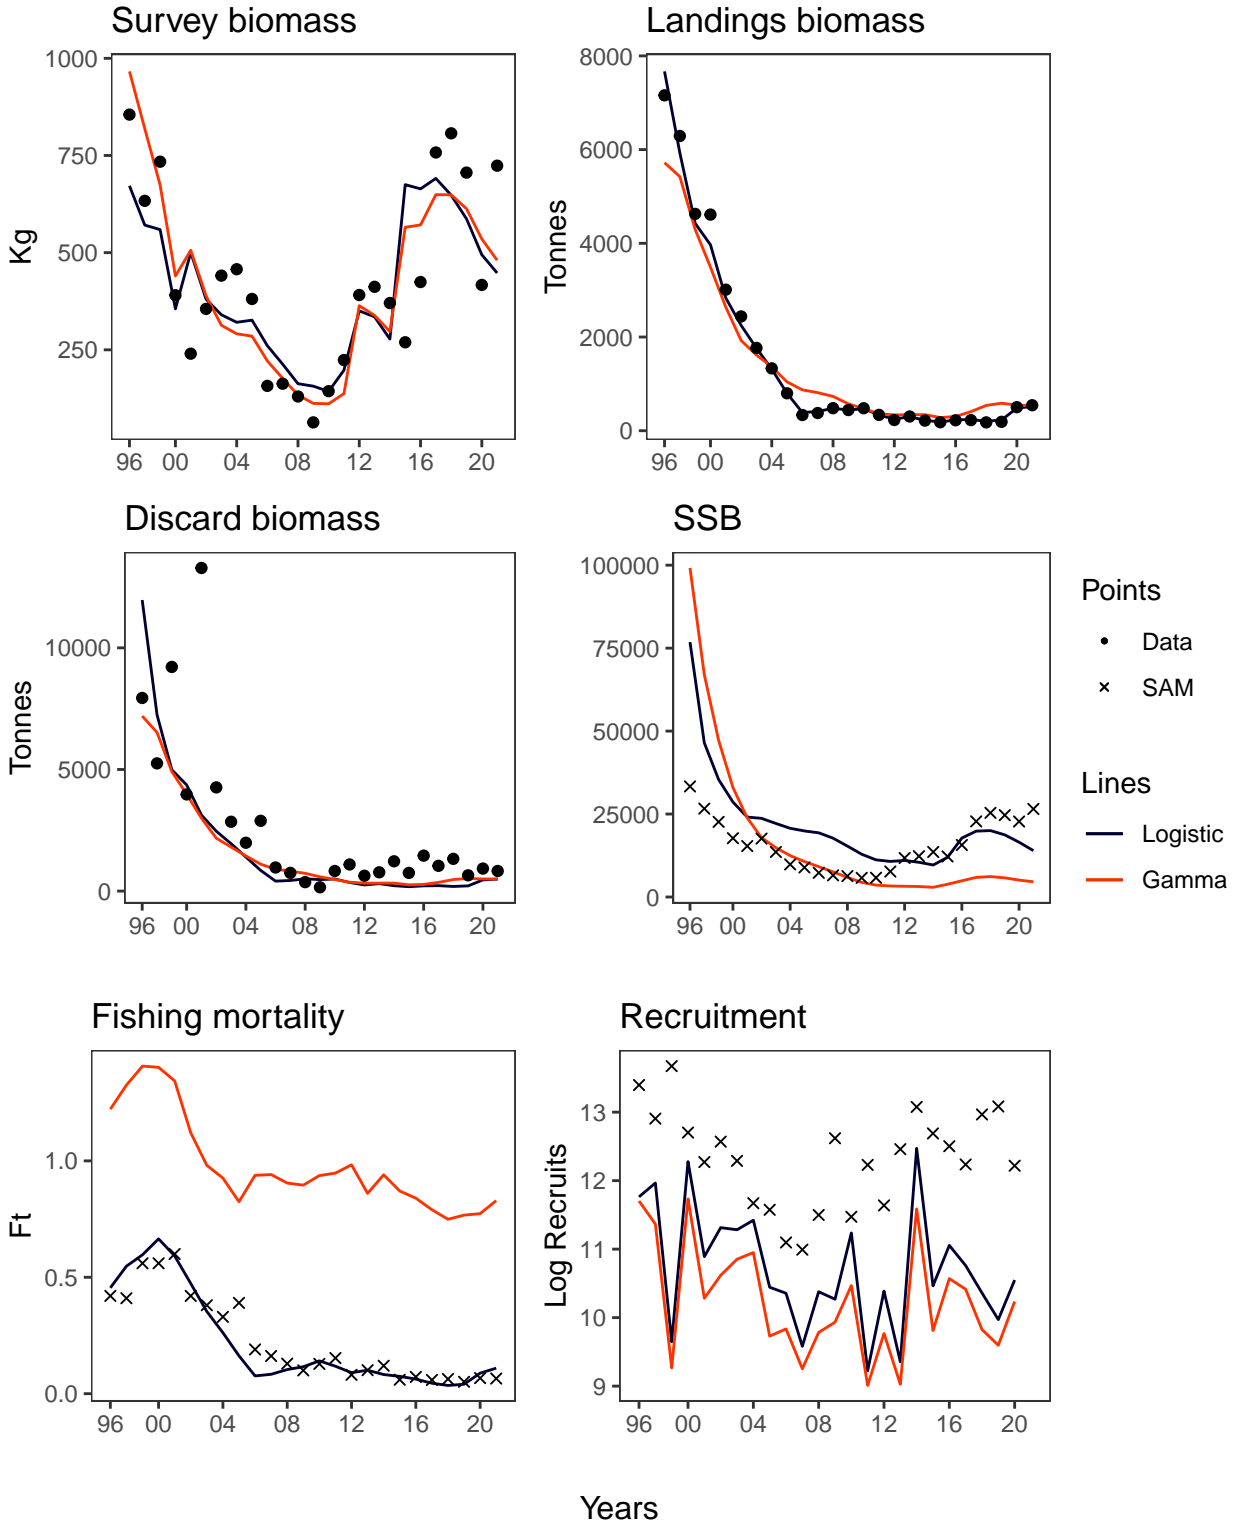 Survey biomass
Landings biomass
1000
750
500
250
Kg
96 00 04 08 12 16 20
8000
6000
4000
2000
0
Tonnes
96 00 04 08 12 16 20
Discard biomass
SSB
10000
5000
0
Tonnes
96 00 04 08 12 16 20
100000
75000
50000
25000
0
96 00 04 08 12 16 20
Points
Data
SAM
Lines
Logistic
Gamma
Fishing mortality
Recruitment
1.0
0.5
0.0
Ft
96 00 04 08 12 16 20
13
12
11
10
9
Log Recruits
96 00 04 08 12 16 20
Years